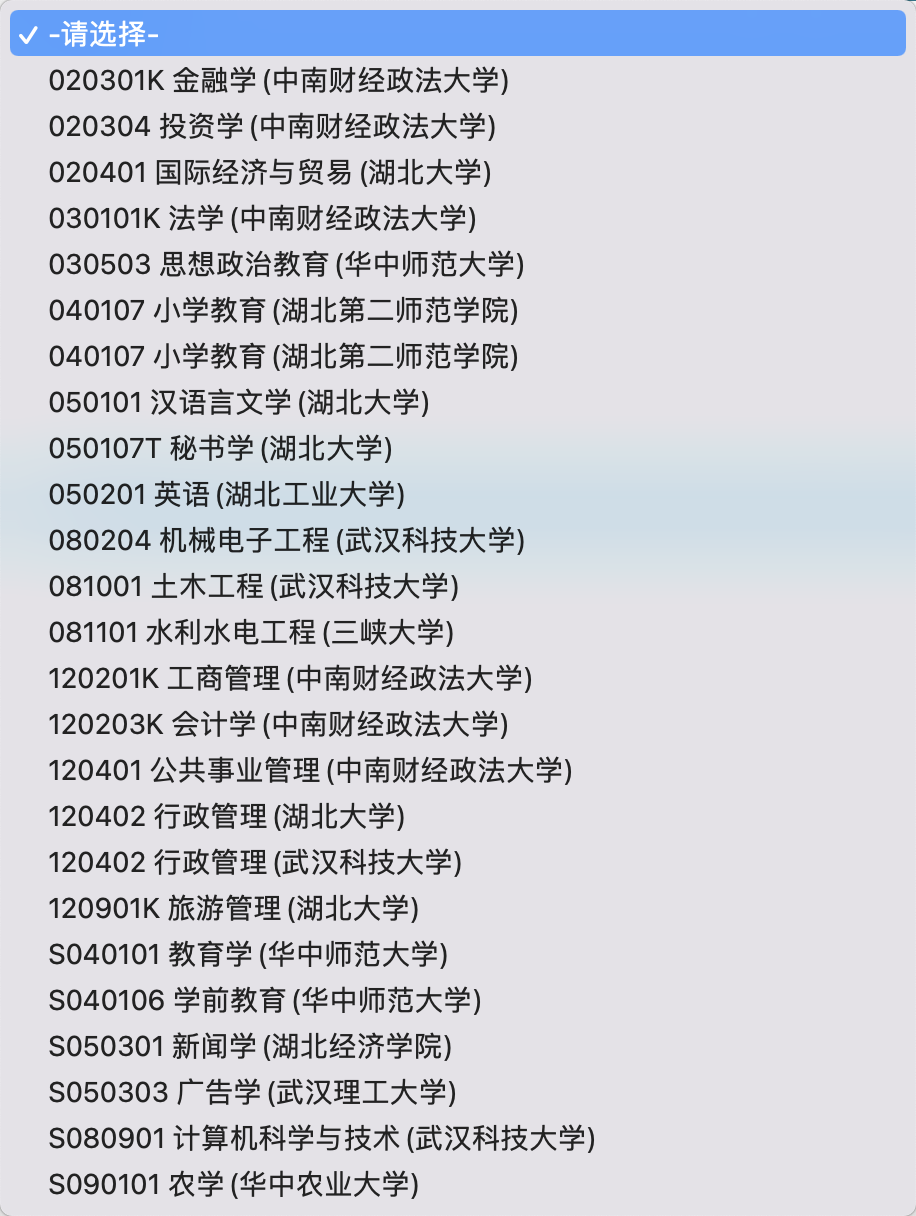 ✓ -请选择-
020301K 金融学 (中南财经政法大学)
020304 投资学 (中南财经政法大学)
020401 国际经济与贸易 (湖北大学)
030101K 法学 (中南财经政法大学)
030503 思想政治教育 (华中师范大学)
040107 小学教育 (湖北第二师范学院)
040107 小学教育 (湖北第二师范学院)
050101 汉语言文学 (湖北大学)
050107T 秘书学 (湖北大学)
050201 英语 (湖北工业大学)
080204 机械电子工程 (武汉科技大学)
081001 土木工程 (武汉科技大学)
081101 水利水电工程 (三峡大学)
120201K 工商管理 (中南财经政法大学)
120203K 会计学 (中南财经政法大学)
120401 公共事业管理 (中南财经政法大学)
120402 行政管理 (湖北大学)
120402 行政管理 (武汉科技大学)
120901K 旅游管理 (湖北大学)
S040101 教育学 (华中师范大学)
S040106 学前教育 (华中师范大学)
S050301 新闻学 (湖北经济学院)
S050303 广告学 (武汉理工大学)
S080901 计算机科学与技术 (武汉科技大学)
S090101 农学 (华中农业大学)